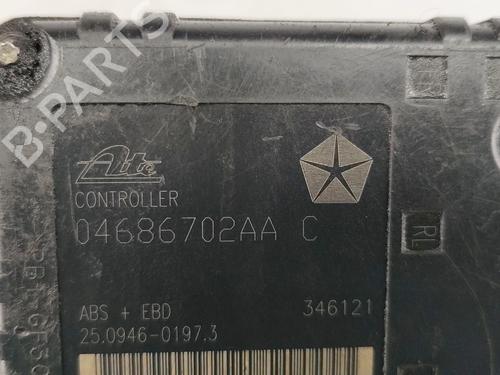 B-PARTS
Ate
CONTROLLER
04686702AA C
RL
ABS + EBD 346121
25.0946-0197.3